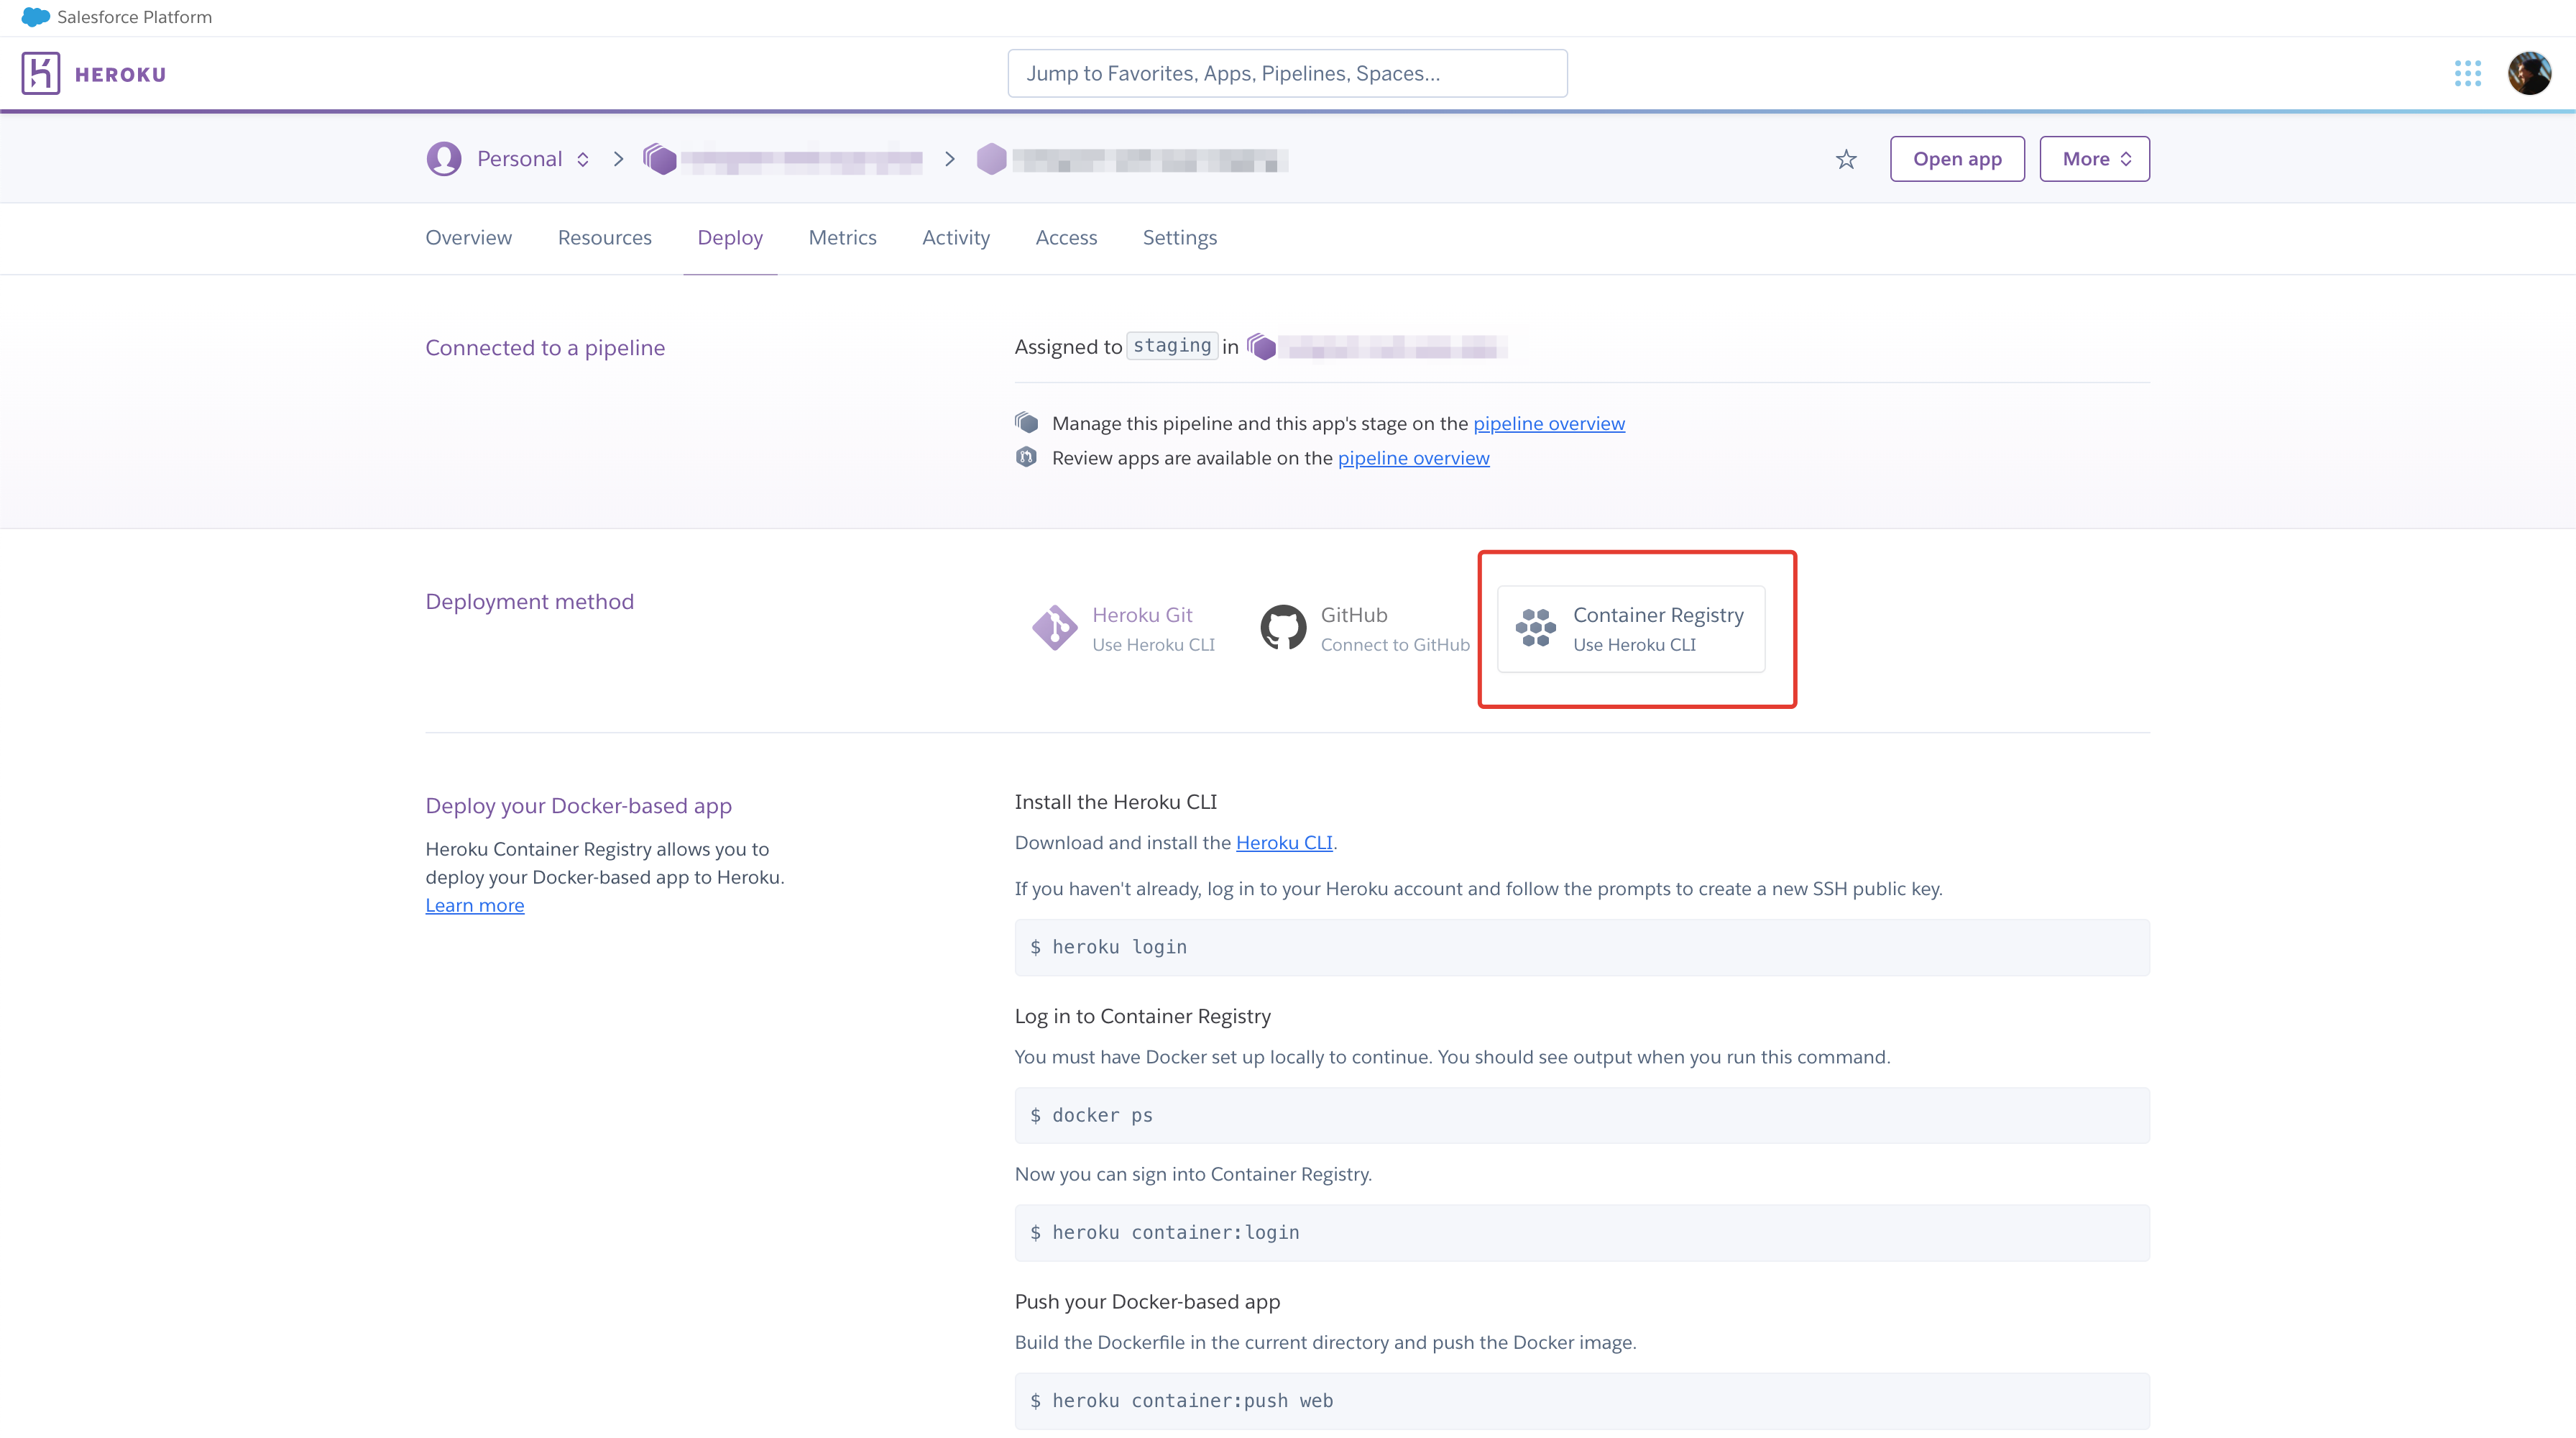 Salesforce Platform
HEROKU
Jump to Favorites, Apps, Pipelines, Spaces...
Personal
Open app
More
Overview Resources Deploy Metrics Activity Access Settings
Connected to a pipeline
Assigned to staging in
Manage this pipeline and this app's stage on the pipeline overview
Review apps are available on the pipeline overview
Deployment method
Heroku Git
Use Heroku CLI
GitHub
Connect to GitHub
Container Registry
Use Heroku CLI
Deploy your Docker-based app
Heroku Container Registry allows you to
deploy your Docker-based app to Heroku.
Learn more
Install the Heroku CLI
Download and install the Heroku CLI.
If you haven't already, log in to your Heroku account and follow the prompts to create a new SSH public key.
$ heroku login
Log in to Container Registry
You must have Docker set up locally to continue. You should see output when you run this command.
$ docker ps
Now you can sign into Container Registry.
$ heroku container:login
Push your Docker-based app
Build the Dockerfile in the current directory and push the Docker image.
$ heroku container:push web